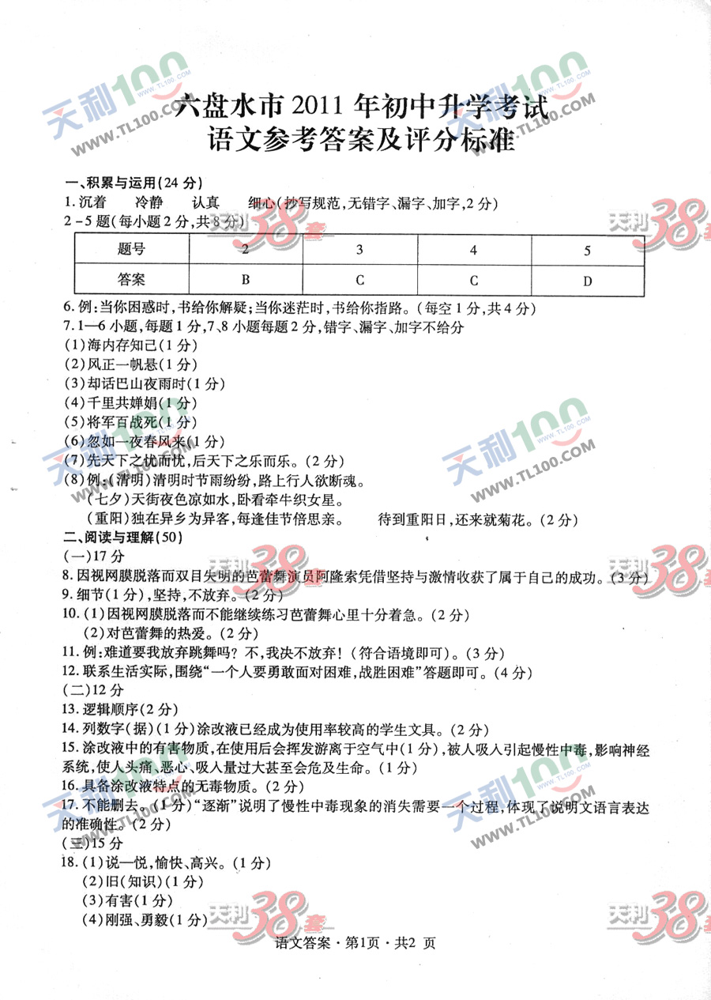 六盘水市 2011 年初中升学考试
语文参考答案及评分标准
一、积累与运用(24 分)
1. 沉着 冷静 认真 细心(抄写规范,无错字、漏字、加字,2 分)
2-5 题(每小题 2 分,共 8 分)
题号 2 3 4 5
答案 B C C D
6. 例:当你困惑时,书给你解疑;当你迷茫时,书给你指路。(每空 1 分,共 4 分)
7. 1—6 小题,每题 1 分,7、8 小题每题 2 分,错字、漏字、加字不给分
(1)海内存知己(1 分)
(2)风正一帆悬(1 分)
(3)却话巴山夜雨时(1 分)
(4)千里共婵娟(1 分)
(5)将军百战死(1 分)
(6)忽如一夜春风来(1 分)
(7)先天下之忧而忧,后天下之乐而乐。(2 分)
(8)例:(清明)清明时节雨纷纷,路上行人欲断魂。
(七夕)天街夜色凉如水,卧看牵牛织女星。
(重阳)独在异乡为异客,每逢佳节倍思亲。 待到重阳日,还来就菊花。(2 分)
二、阅读与理解(50)
(一)17 分
8. 因视网膜脱落而双目失明的芭蕾舞演员阿隆索凭借坚持与激情收获了属于自己的成功。(3 分)
9. 细节(1 分),坚持,不放弃。(2 分)
10. (1)因视网膜脱落而不能继续练习芭蕾舞心里十分着急。(2 分)
(2)对芭蕾舞的热爱。(2 分)
11. 例:难道要我放弃跳舞吗? 不,我决不放弃! (符合语境即可)。(3 分)
12. 联系生活实际,围绕“一个人要勇敢面对困难,战胜困难”答题即可。(4 分)
(二)12 分
13. 逻辑顺序(2 分)
14. 列数字(据)(1 分)涂改液已经成为使用率较高的学生文具。(2 分)
15. 涂改液中的有害物质,在使用后会挥发游离于空气中(1 分),被人吸入引起慢性中毒,影响神经
系统,使人头痛、恶心、吸入量过大甚至会危及生命。(1 分)
16. 具备涂改液特点的无毒物质。(2 分)
17. 不能删去。(1 分)“逐渐”说明了慢性中毒现象的消失需要一个过程,体现了说明文语言表达
的准确性。(2 分)
(三)15 分
18. (1)说—悦,愉快、高兴。(1 分)
(2)旧(知识)(1 分)
(3)有害(1 分)
(4)刚强、勇毅(1 分)
语文答案·第1页·共2 页
天利100
WWW.TL100.COM
天利38套